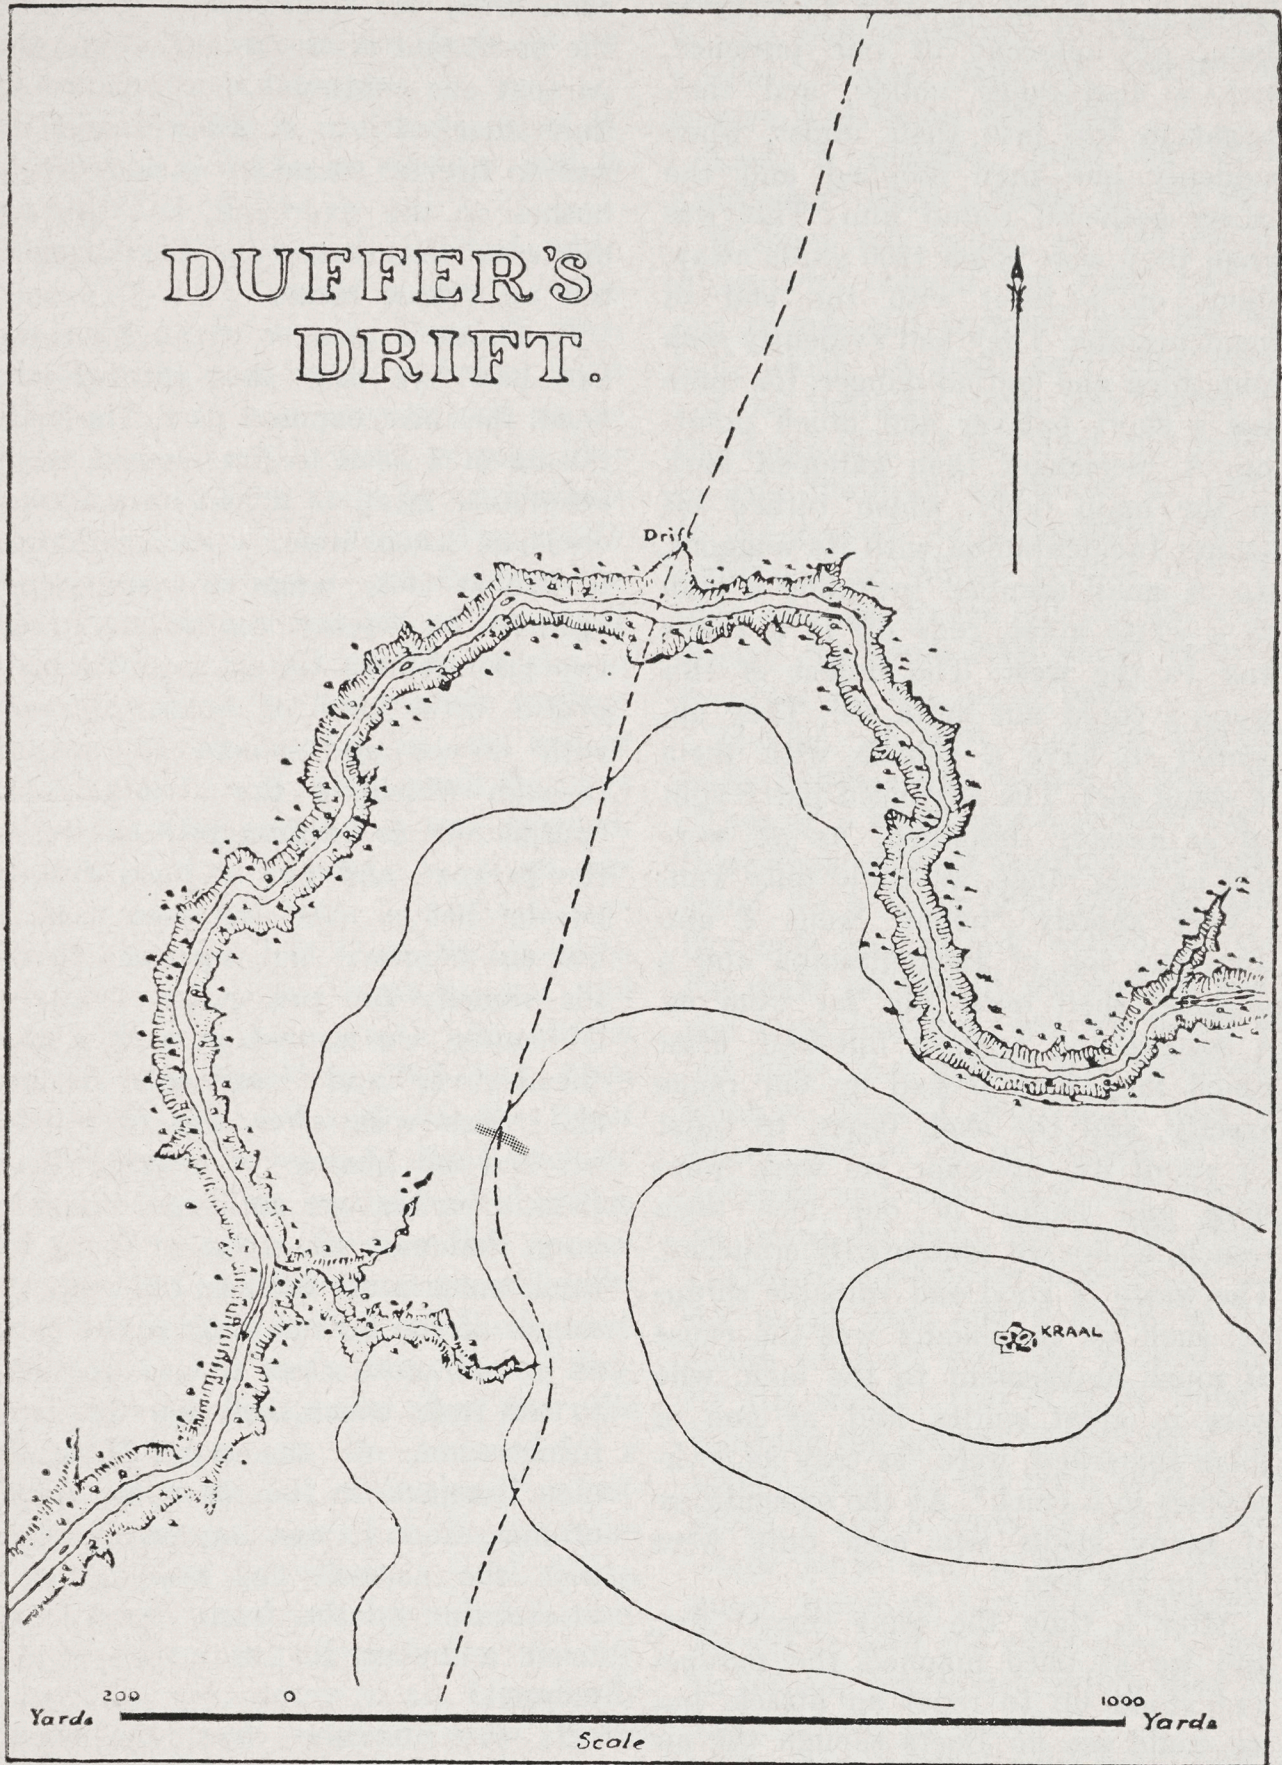 DUFFER'S
DRIFT.
Drift
KRAAL
200 0 1000
Yards Yards
Scale